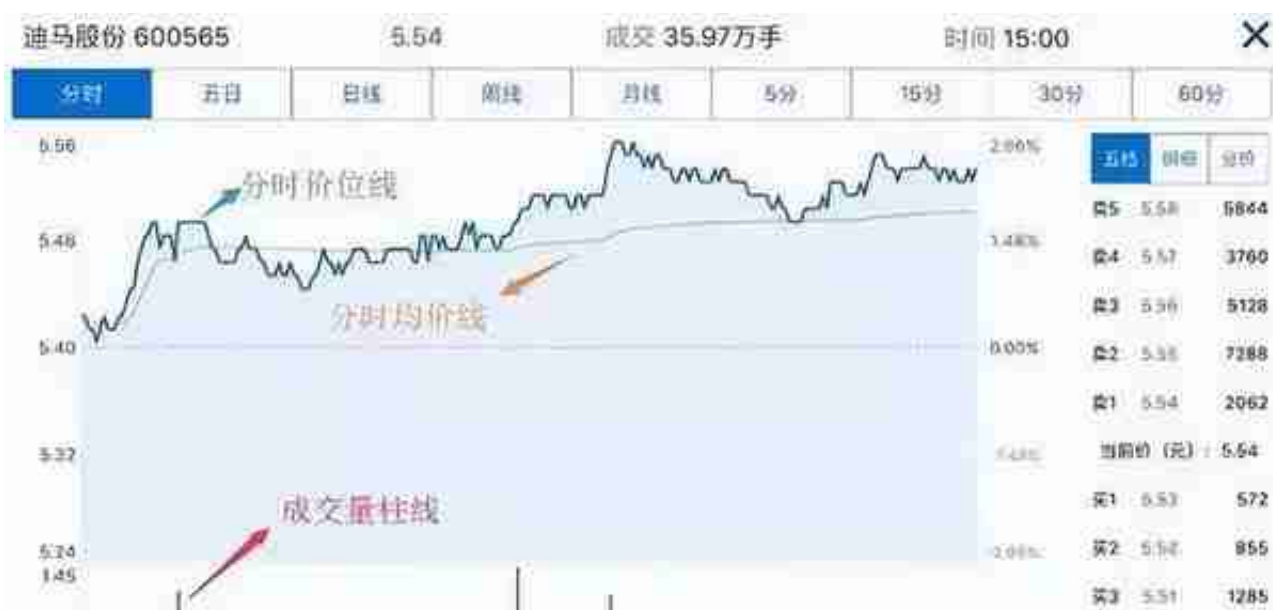 迪马股份 600565 5.54 成交 35.97万手 时间 15:00
分时 五日 日线 周线 月线 5分 15分 30分 60分
5.56 2.96%
五档 明细 分价
分时价位线
卖5 5.58 5844
5.48 1.48%
卖4 5.57 3760
分时均价线
卖3 5.56 5128
5.40 0.00%
卖2 5.55 7288
卖1 5.54 2062
5.32
当前价（元）: 5.54
成交量柱线
买1 5.53 572
5.24
买2 5.52 855
1.45
买3 5.51 1285